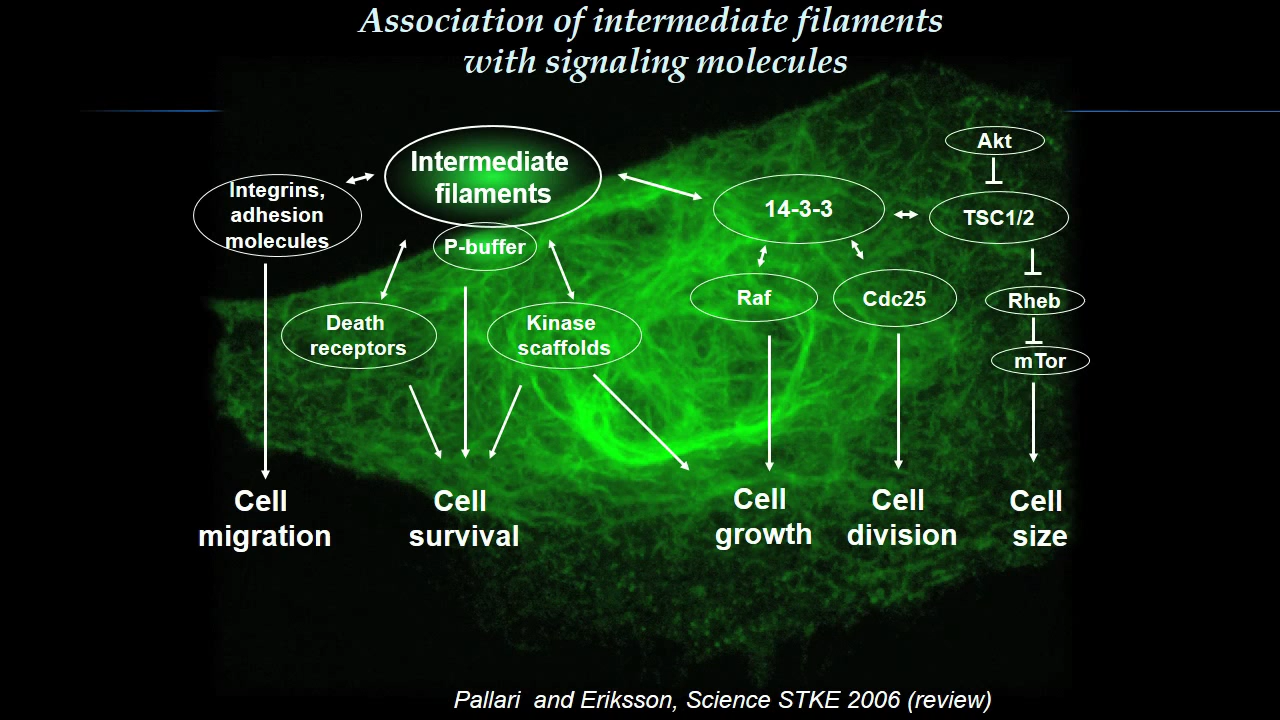 Association of intermediate filaments
with signaling molecules
Akt
Intermediate
filaments
Integrins,
adhesion
molecules
14-3-3
TSC1/2
P-buffer
Raf
Cdc25
Rheb
Death
receptors
Kinase
scaffolds
mTor
Cell
migration
Cell
survival
Cell
growth
Cell
division
Cell
size
Pallari and Eriksson, Science STKE 2006 (review)